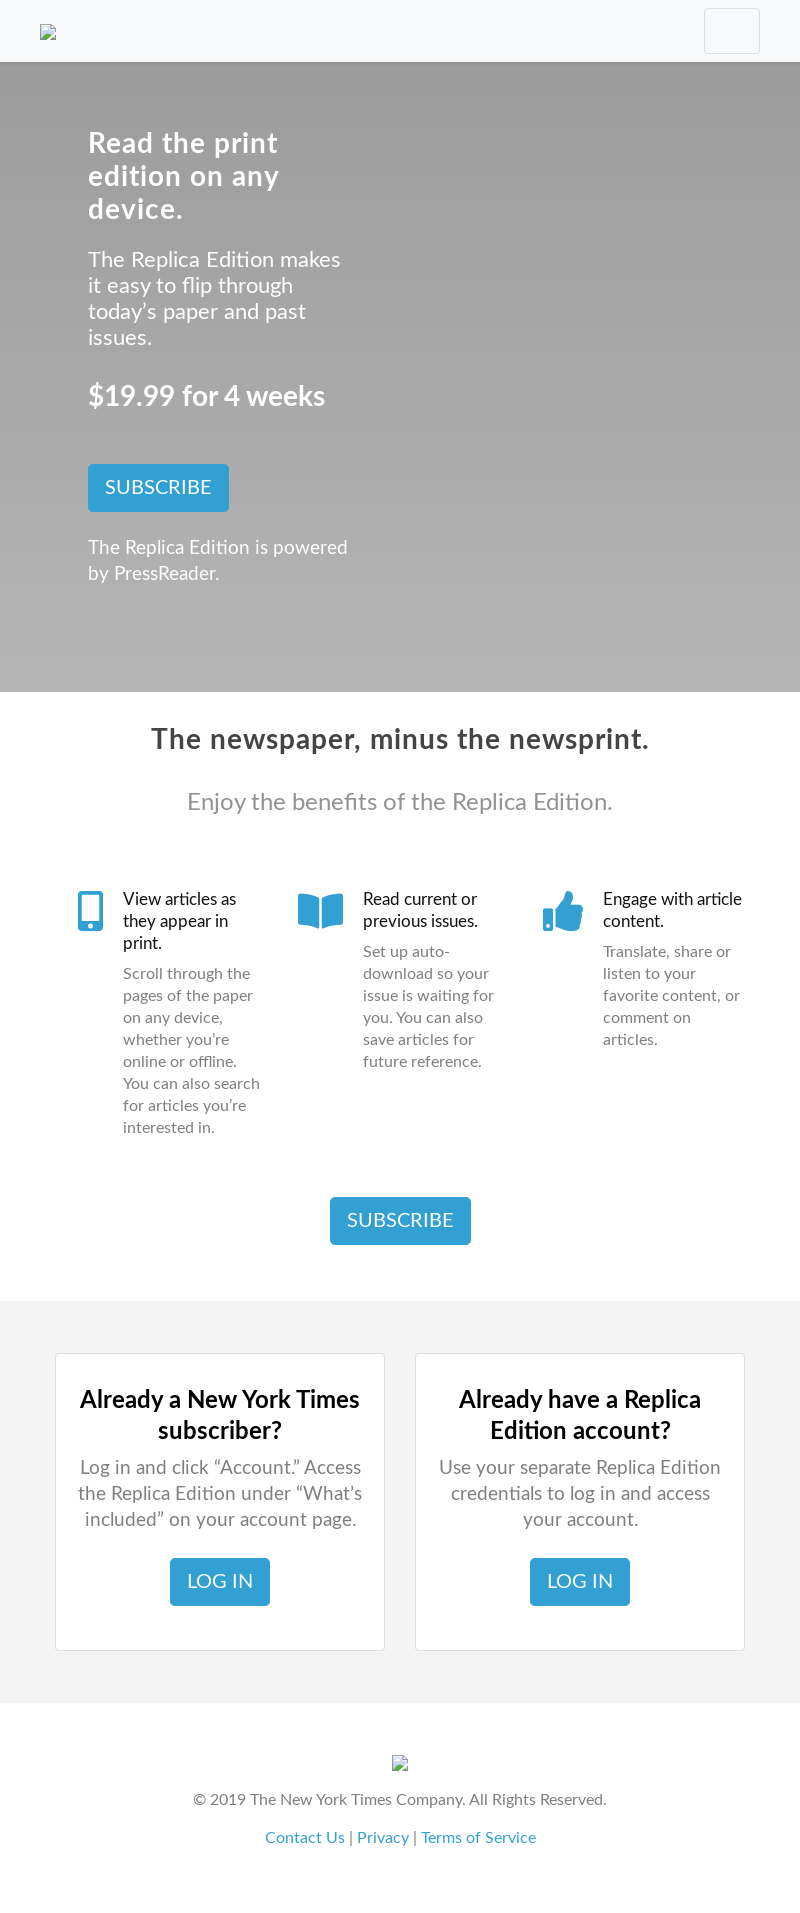 Read the print
edition on any
device.
The Replica Edition makes
it easy to flip through
today’s paper and past
issues.
$19.99 for 4 weeks
SUBSCRIBE
The Replica Edition is powered
by PressReader.
The newspaper, minus the newsprint.
Enjoy the benefits of the Replica Edition.
View articles as
they appear in
print.
Scroll through the
pages of the paper
on any device,
whether you’re
online or offline.
You can also search
for articles you’re
interested in.
Read current or
previous issues.
Set up auto-
download so your
issue is waiting for
you. You can also
save articles for
future reference.
Engage with article
content.
Translate, share or
listen to your
favorite content, or
comment on
articles.
SUBSCRIBE
Already a New York Times
subscriber?
Log in and click “Account.” Access
the Replica Edition under “What’s
included” on your account page.
LOG IN
Already have a Replica
Edition account?
Use your separate Replica Edition
credentials to log in and access
your account.
LOG IN
© 2019 The New York Times Company. All Rights Reserved.
Contact Us | Privacy | Terms of Service